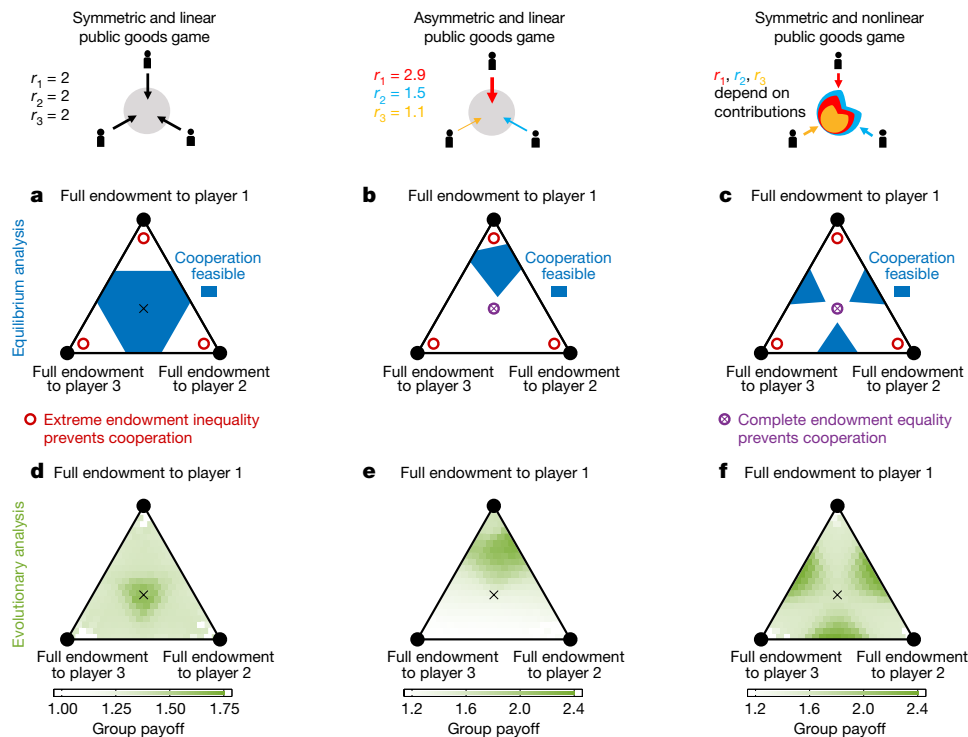 Symmetric and linear
public goods game
r1 = 2
r2 = 2
r3 = 2
Asymmetric and linear
public goods game
r1 = 2.9
r2 = 1.5
r3 = 1.1
Symmetric and nonlinear
public goods game
r1, r2, r3
depend on
contributions
Equilibrium analysis
a Full endowment to player 1
Cooperation
feasible
Full endowment
to player 3
Full endowment
to player 2
b Full endowment to player 1
Cooperation
feasible
Full endowment
to player 3
Full endowment
to player 2
c Full endowment to player 1
Cooperation
feasible
Full endowment
to player 3
Full endowment
to player 2
Extreme endowment inequality
prevents cooperation
Complete endowment equality
prevents cooperation
Evolutionary analysis
d Full endowment to player 1
Full endowment
to player 3
Full endowment
to player 2
1.00 1.25 1.50 1.75
Group payoff
e Full endowment to player 1
Full endowment
to player 3
Full endowment
to player 2
1.2 1.6 2.0 2.4
Group payoff
f Full endowment to player 1
Full endowment
to player 3
Full endowment
to player 2
1.2 1.6 2.0 2.4
Group payoff